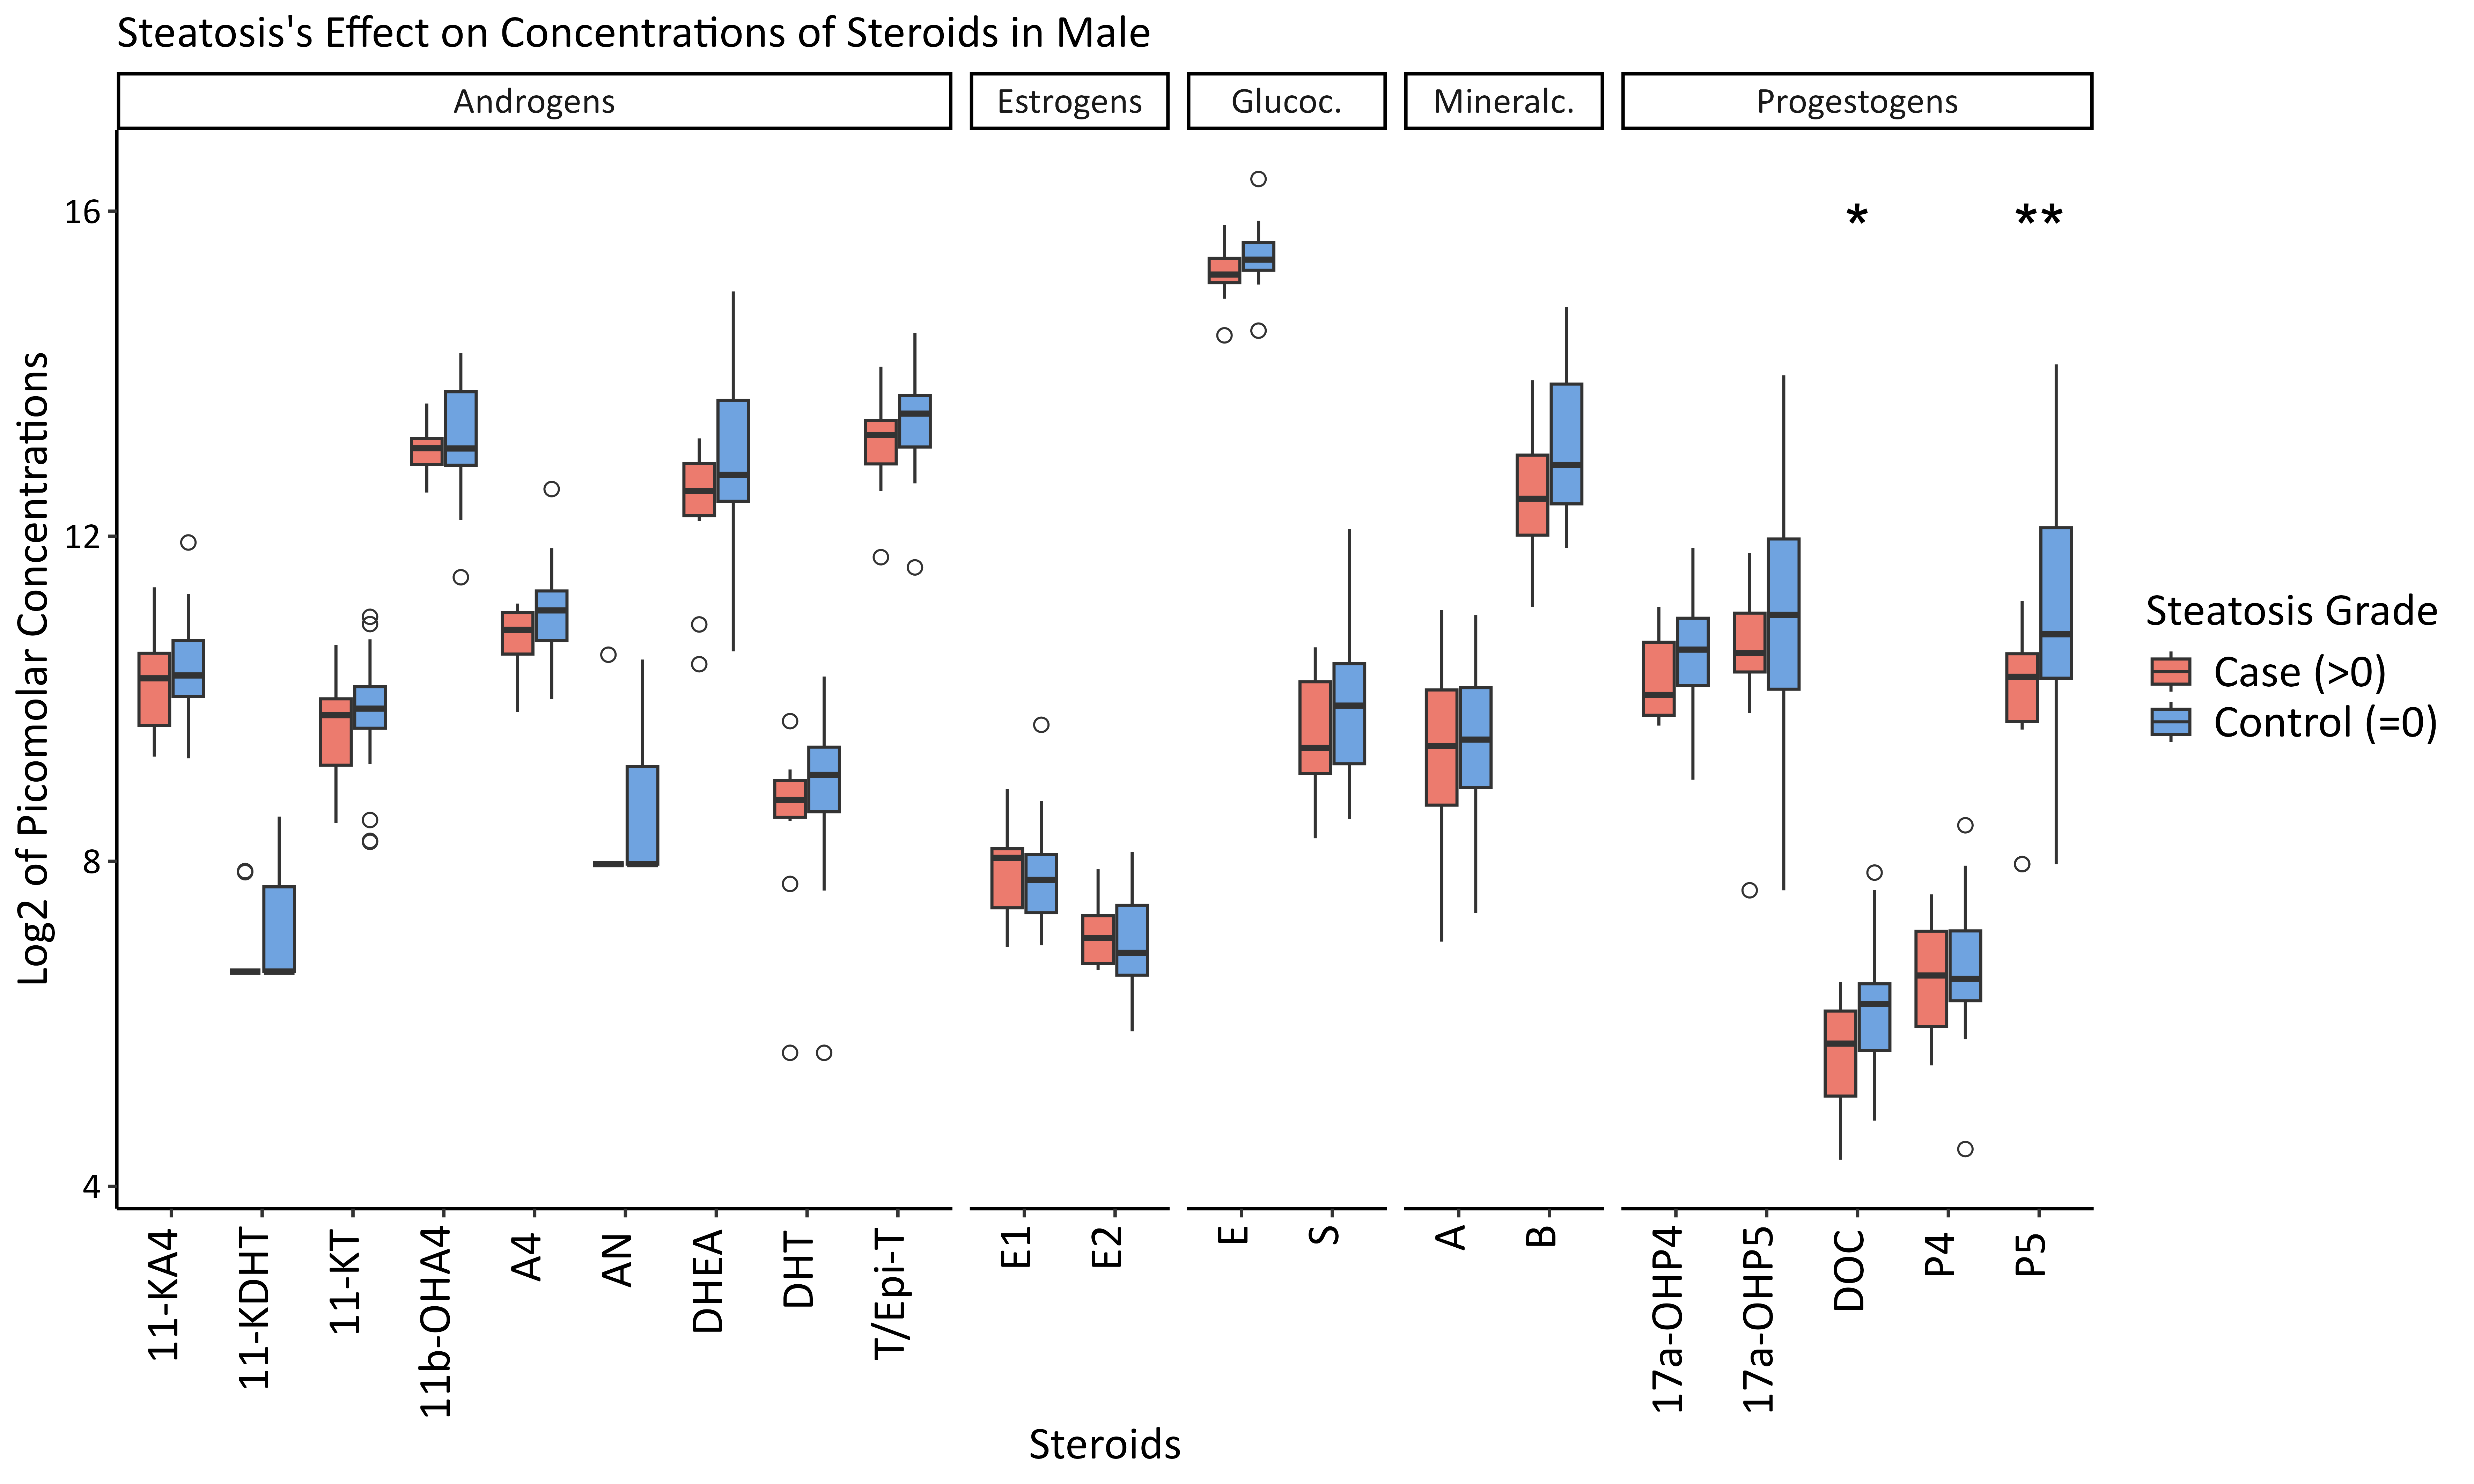 Steatosis's Effect on Concentrations of Steroids in Male
Androgens
Estrogens
Glucoc.
Mineralc.
Progestogens
Log2 of Picomolar Concentrations
16
12
8
4
*
**
11-KA4
11-KDHT
11-KT
11b-OHA4
A4
AN
DHEA
DHT
T/Epi-T
E1
E2
E
S
A
B
17a-OHP4
17a-OHP5
DOC
P4
P5
Steroids
Steatosis Grade
Case (>0)
Control (=0)